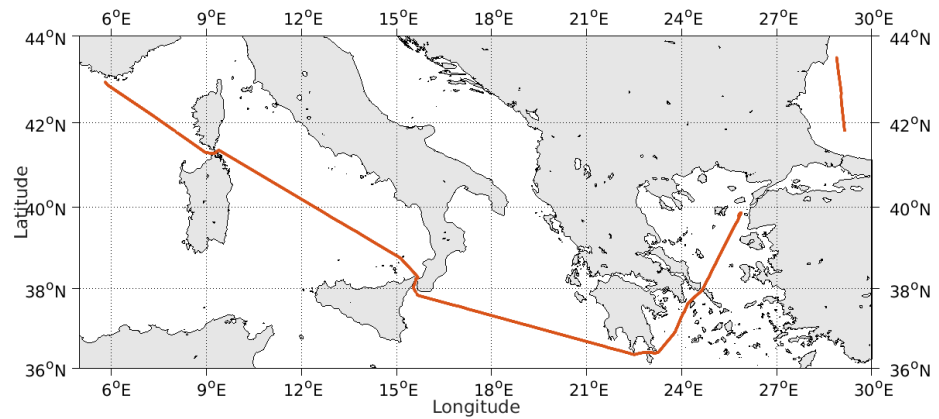 6°E 9°E 12°E 15°E 18°E 21°E 24°E 27°E 30°E
44°N 44°N
42°N 42°N
40°N 40°N
38°N 38°N
36°N 36°N
6°E 9°E 12°E 15°E 18°E 21°E 24°E 27°E 30°E
Latitude
Longitude